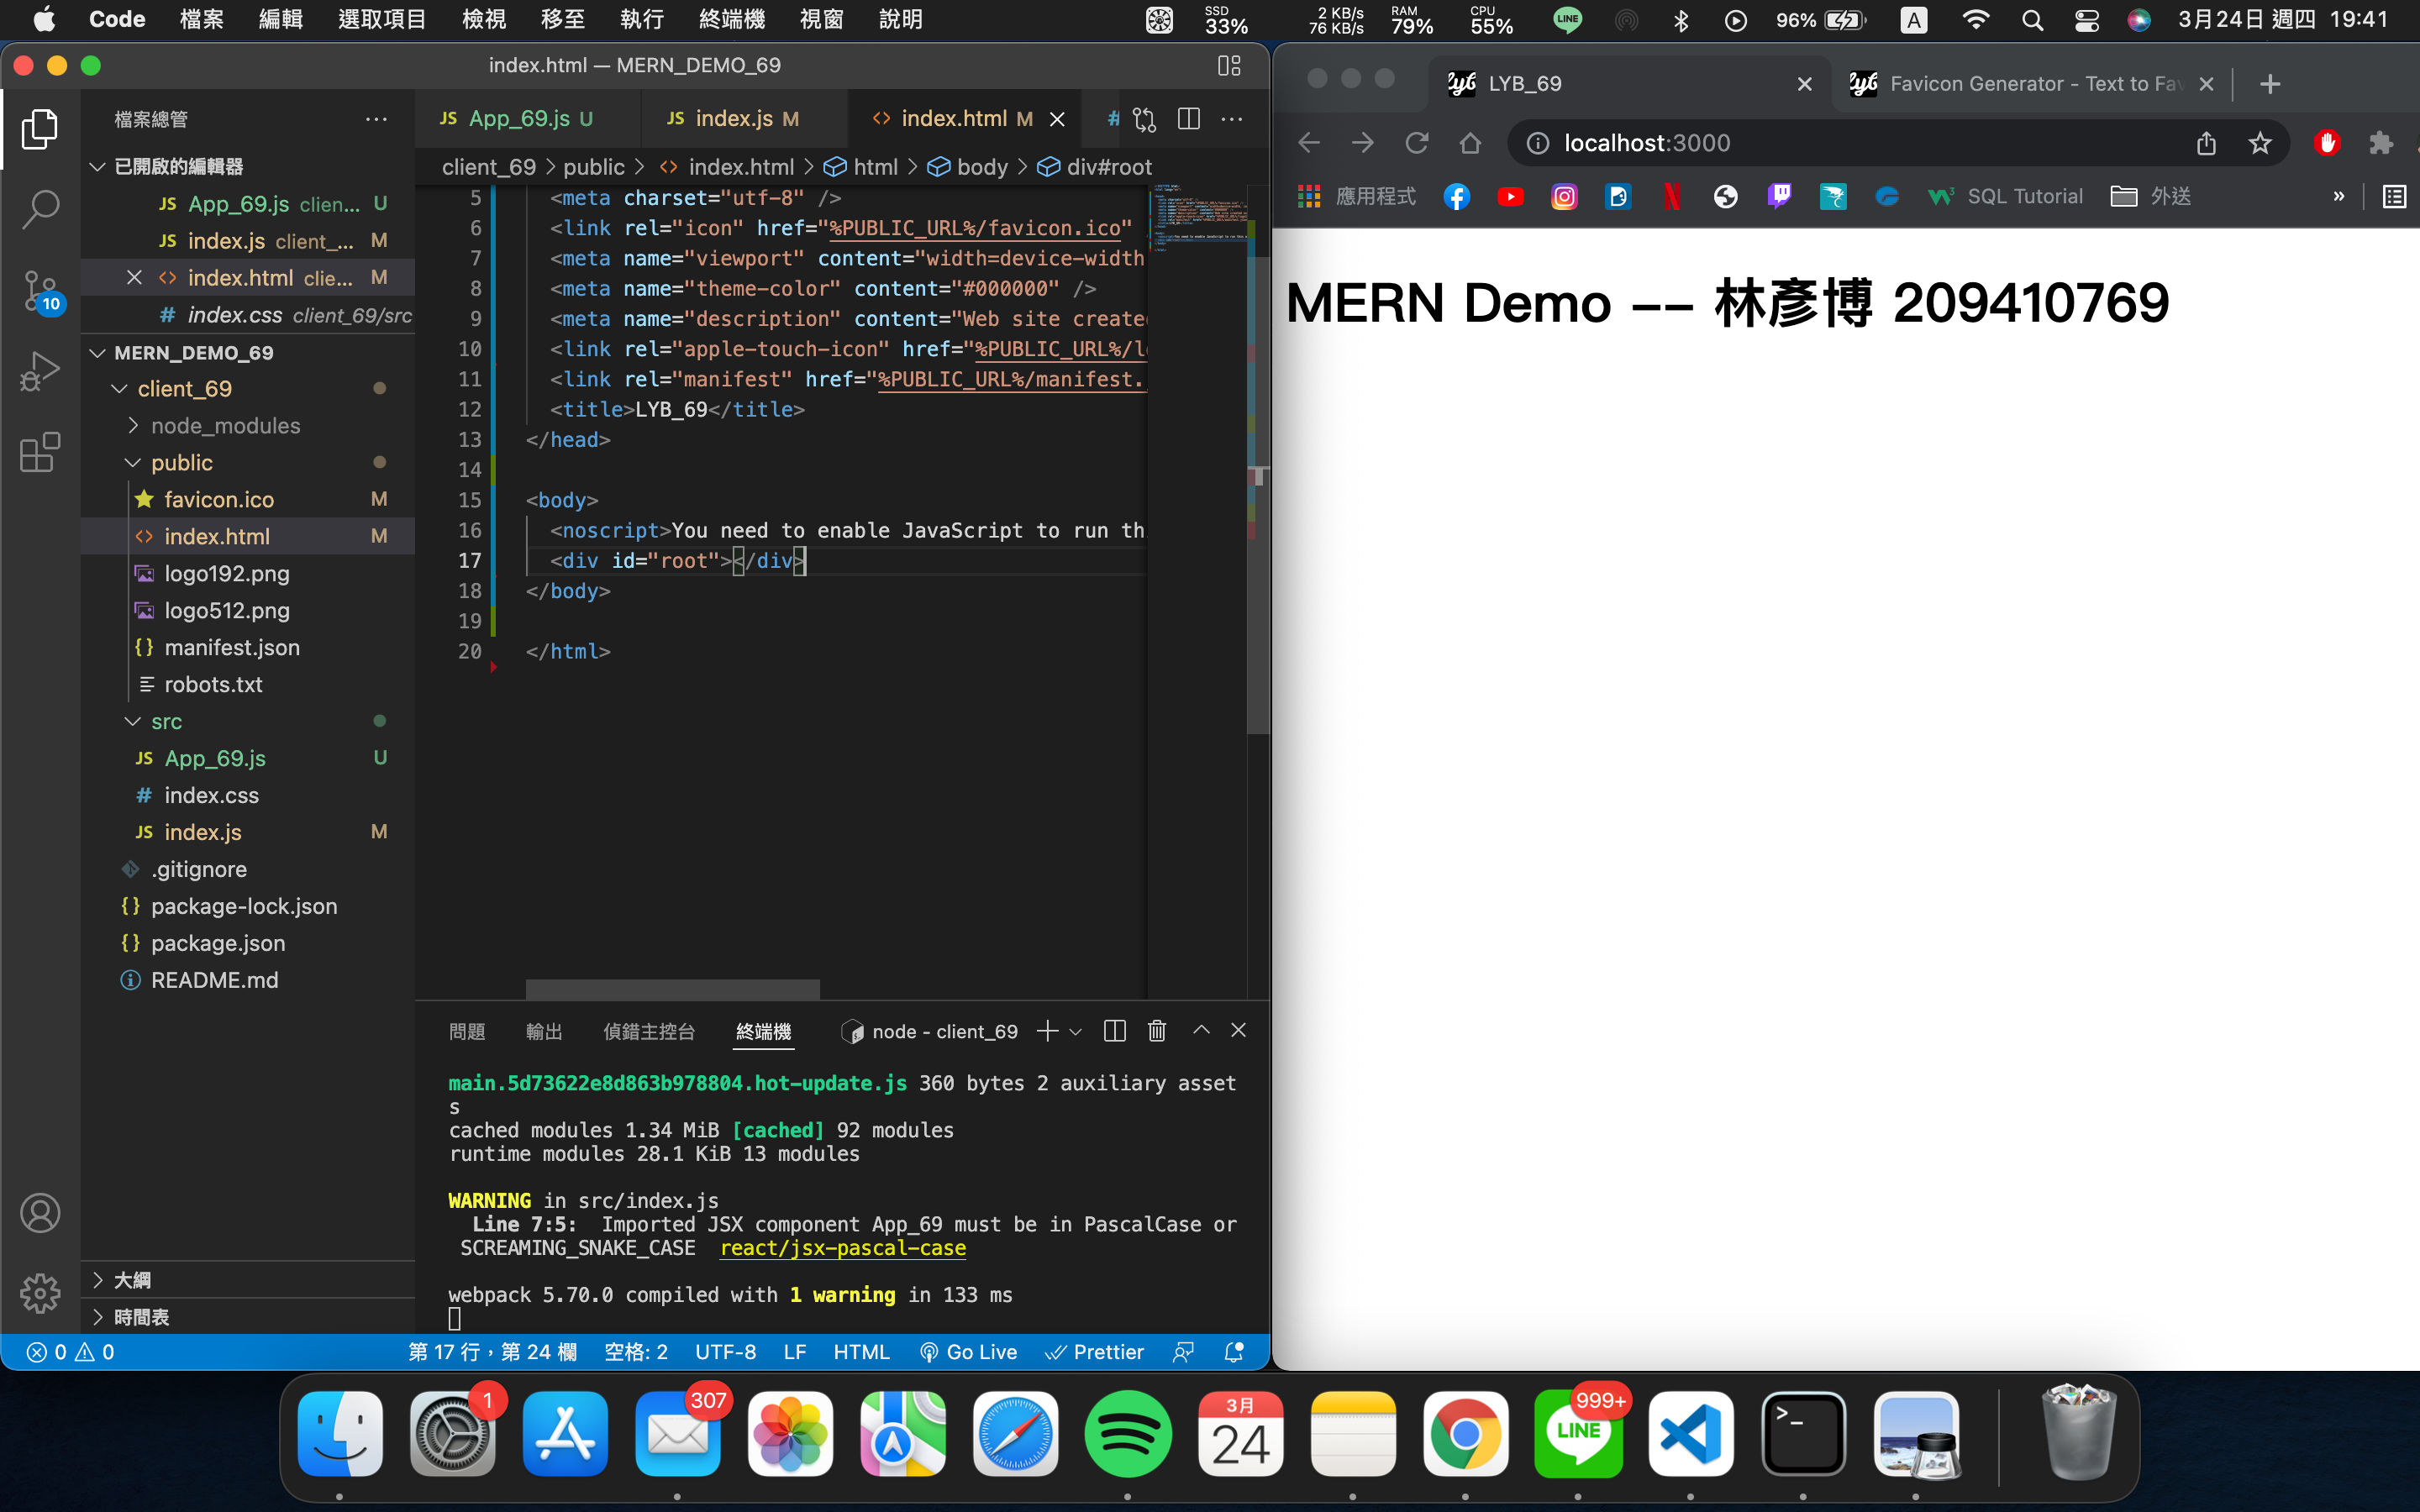 Code 檔案 編輯 選取項目 檢視 移至 執行 終端機 視窗 說明 SSD 33% 2 KB/s 76 KB/s RAM 79% CPU 55% LINE 96% A 3月24日 週四 19:41
index.html — MERN_DEMO_69
檔案總管
已開啟的編輯器
JS App_69.js clien... U
JS index.js client_... M
index.html clie... M
# index.css client_69/src
MERN_DEMO_69
client_69
node_modules
public
favicon.ico M
index.html M
logo192.png
logo512.png
{} manifest.json
robots.txt
src
JS App_69.js U
# index.css
JS index.js M
.gitignore
{} package-lock.json
{} package.json
README.md
大綱
時間表
10
JS App_69.js U JS index.js M <> index.html M #
client_69 > public > <> index.html > html > body > div#root
5 <meta charset="utf-8" />
6 <link rel="icon" href="%PUBLIC_URL%/favicon.ico"
7 <meta name="viewport" content="width=device-width
8 <meta name="theme-color" content="#000000" />
9 <meta name="description" content="Web site create
10 <link rel="apple-touch-icon" href="%PUBLIC_URL%/l
11 <link rel="manifest" href="%PUBLIC_URL%/manifest.
12 <title>LYB_69</title>
13 </head>
14
15 <body>
16 <noscript>You need to enable JavaScript to run th
17 <div id="root"></div>
18 </body>
19
20 </html>
問題 輸出 偵錯主控台 終端機 node - client_69
main.5d73622e8d863b978804.hot-update.js 360 bytes 2 auxiliary asset
s
cached modules 1.34 MiB [cached] 92 modules
runtime modules 28.1 KiB 13 modules
WARNING in src/index.js
Line 7:5: Imported JSX component App_69 must be in PascalCase or
SCREAMING_SNAKE_CASE react/jsx-pascal-case
webpack 5.70.0 compiled with 1 warning in 133 ms
0 0 第 17 行，第 24 欄 空格: 2 UTF-8 LF HTML Go Live Prettier
lyb LYB_69 lyb Favicon Generator - Text to Fav
localhost:3000
應用程式 SQL Tutorial 外送 »
MERN Demo -- 林彥博 209410769
1 307 3月 24 LINE 999+ >_